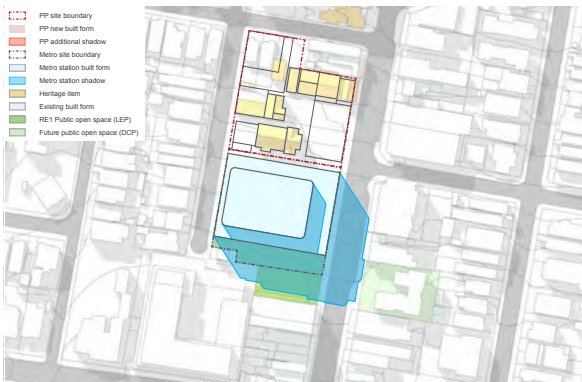 PP site boundary
PP new built form
PP additional shadow
Metro site boundary
Metro station built form
Metro station shadow
Heritage item
Existing built form
RE1 Public open space (LEP)
Future public open space (DCP)